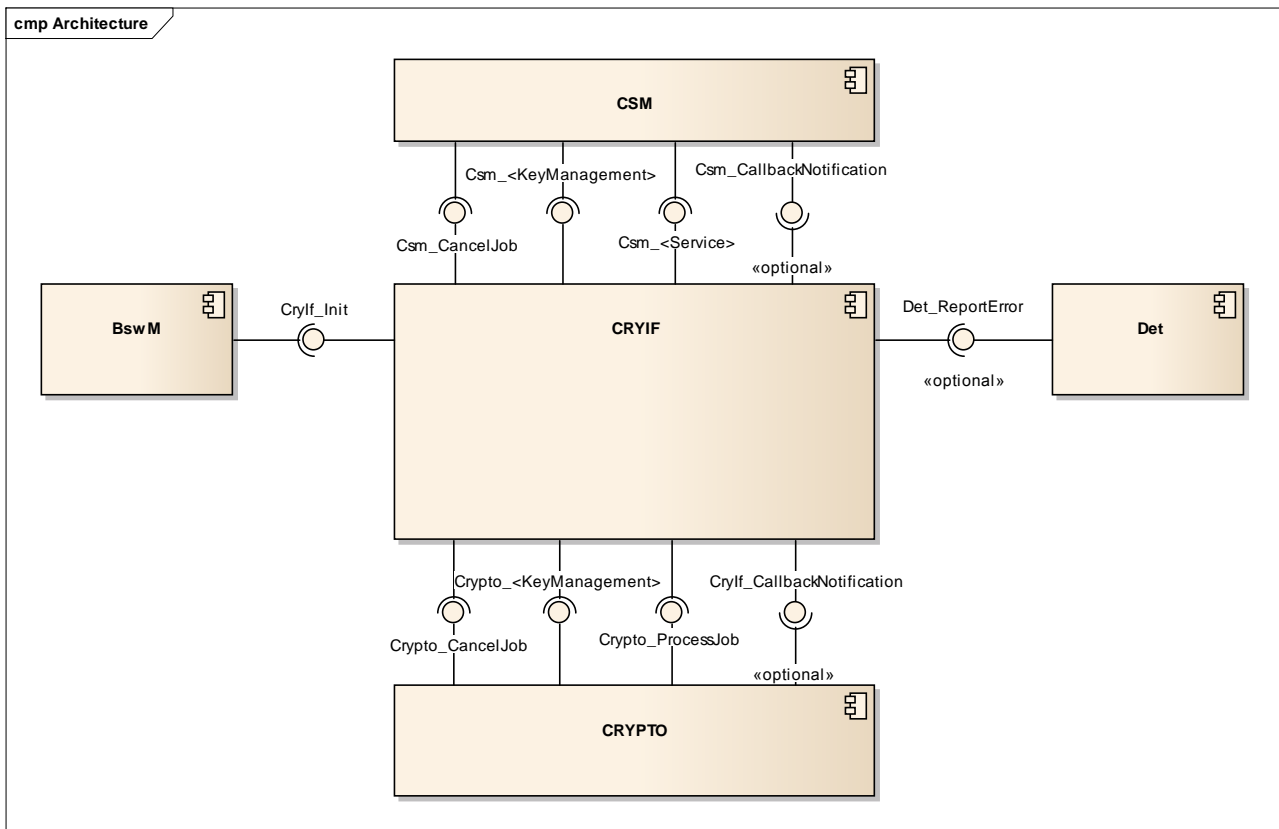 cmp Architecture
CSM
Csm_<KeyManagement>
Csm_CallbackNotification
Csm_CancelJob
Csm_<Service>
«optional»
BswM
CryIf_Init
CRYIF
Det_ReportError
«optional»
Det
Crypto_<KeyManagement>
CryIf_CallbackNotification
Crypto_CancelJob
Crypto_ProcessJob
«optional»
CRYPTO